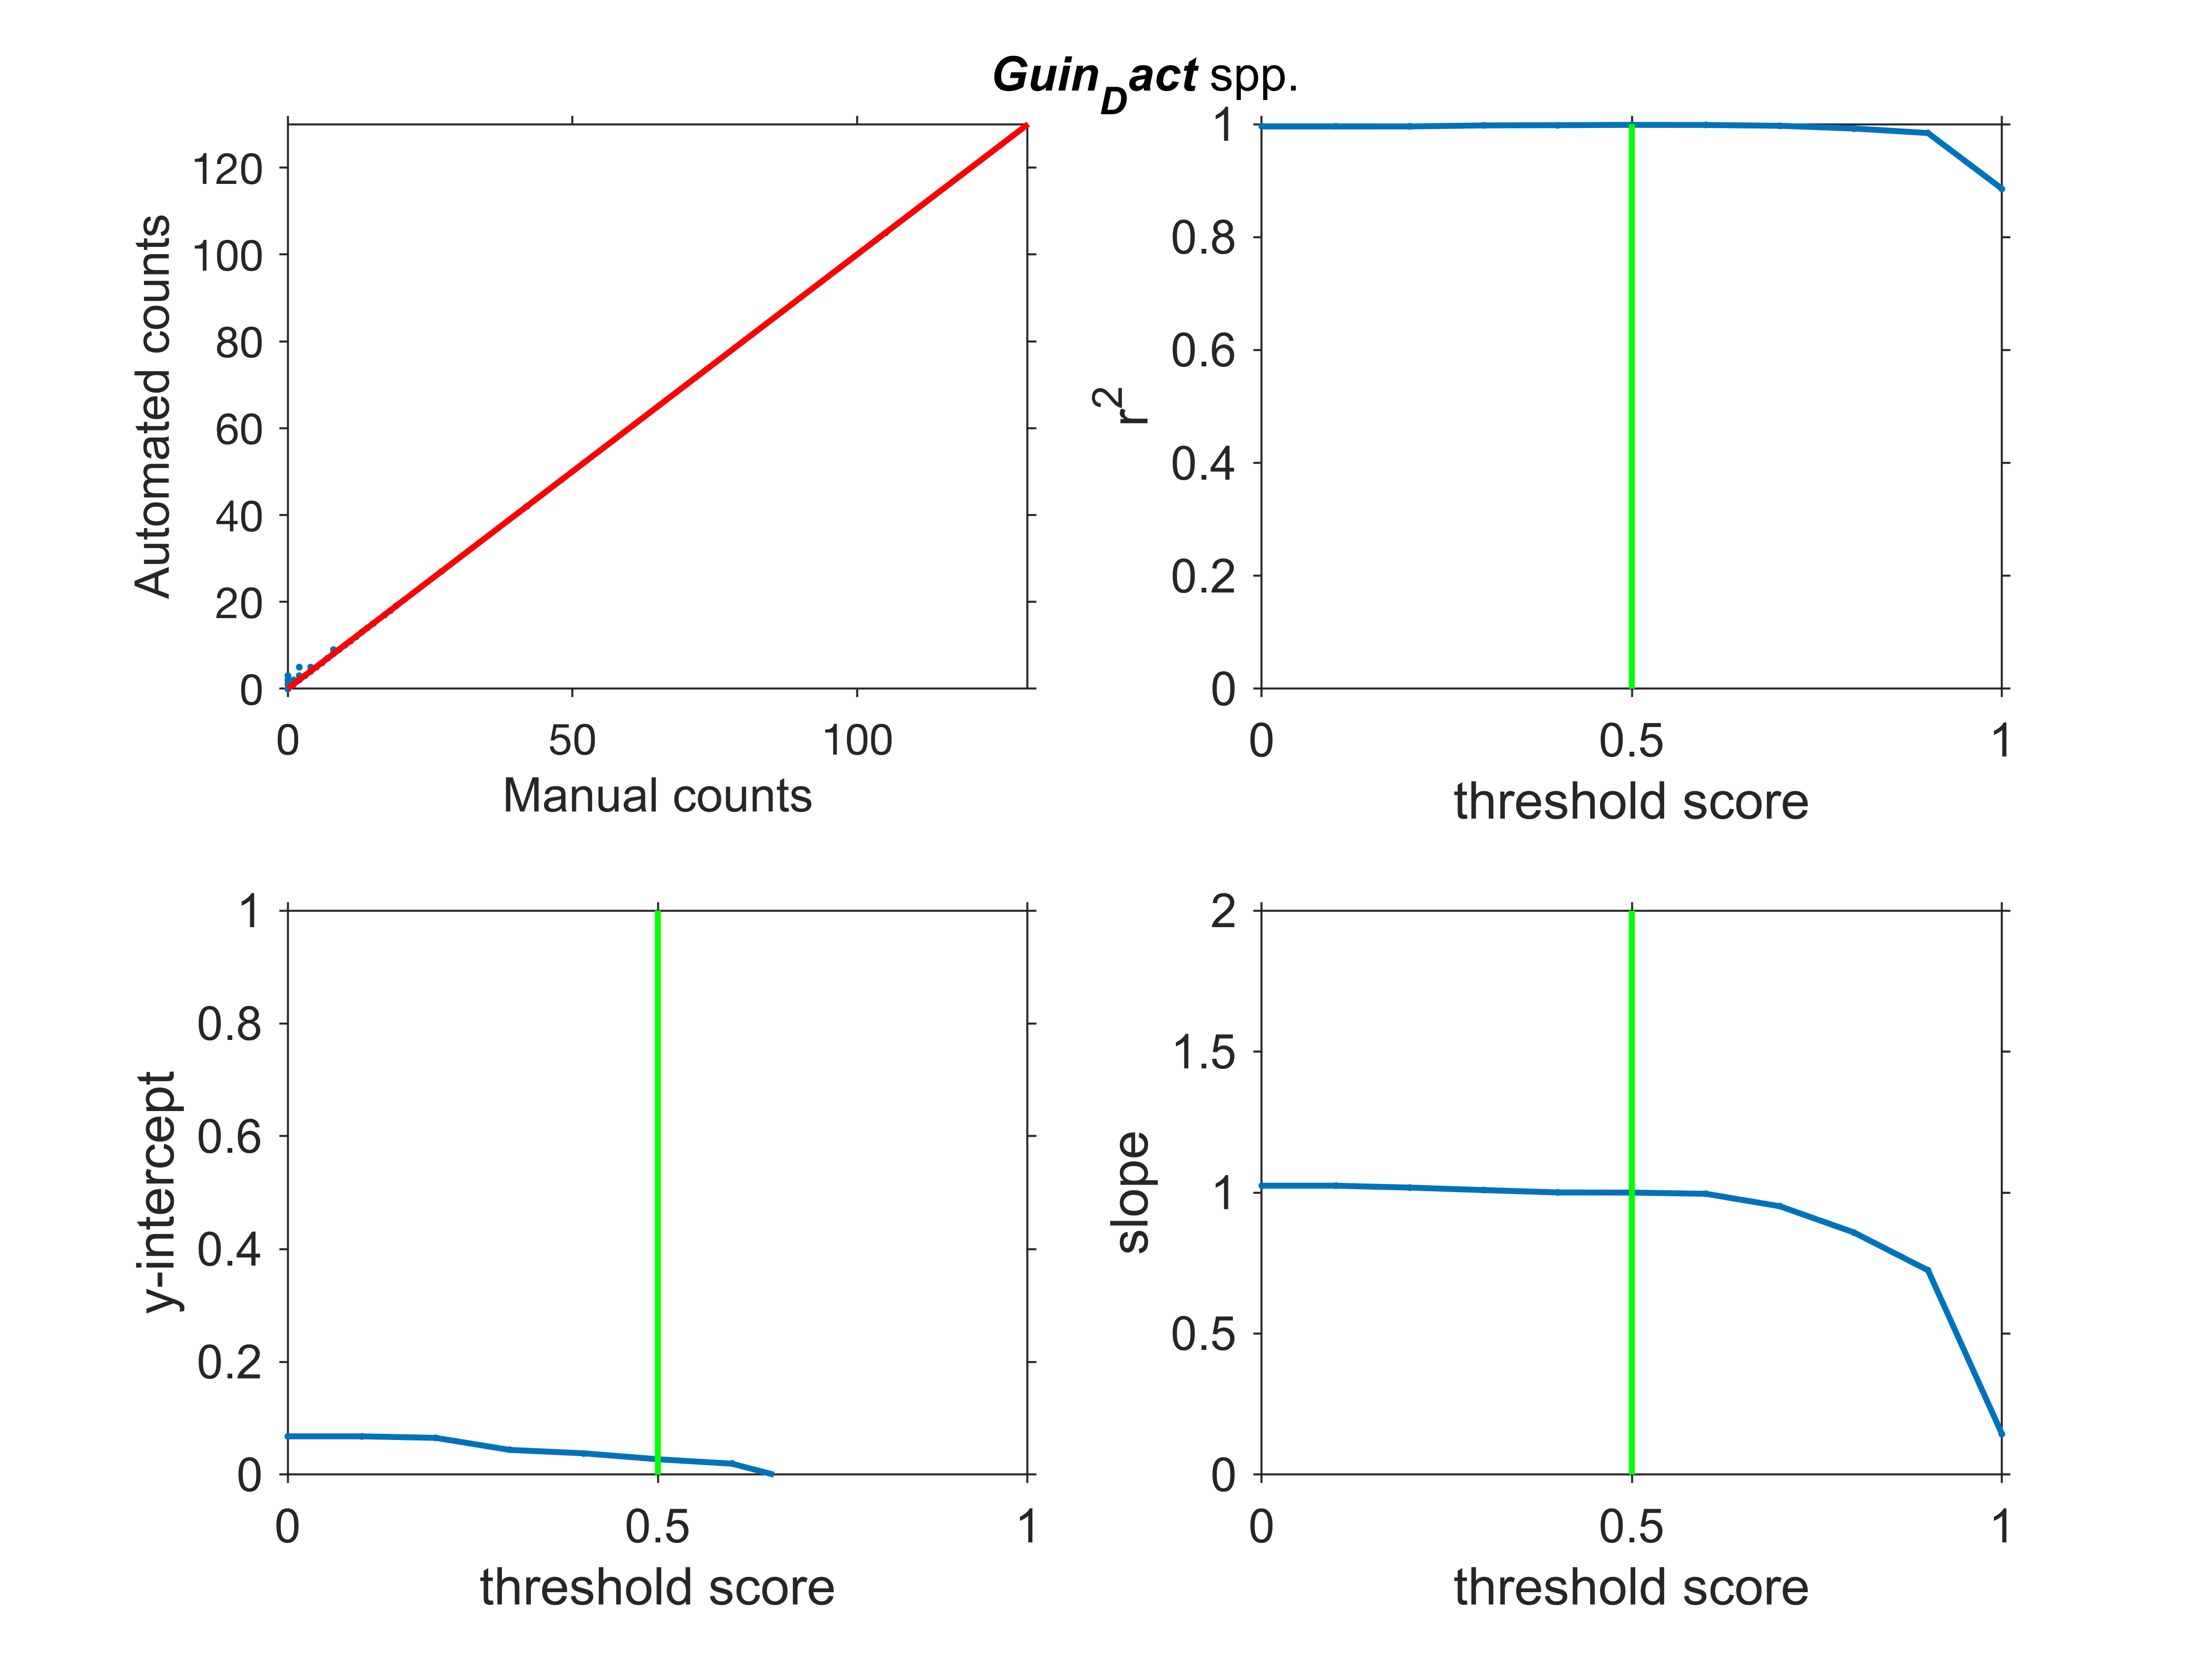 Guin_Dact spp.
120
100
80
60
40
20
0
Automated counts
0 50 100
Manual counts
1
0.8
0.6
0.4
0.2
0
r²
0 0.5 1
threshold score
1
0.8
0.6
0.4
0.2
0
y-intercept
0 0.5 1
threshold score
2
1.5
1
0.5
0
slope
0 0.5 1
threshold score